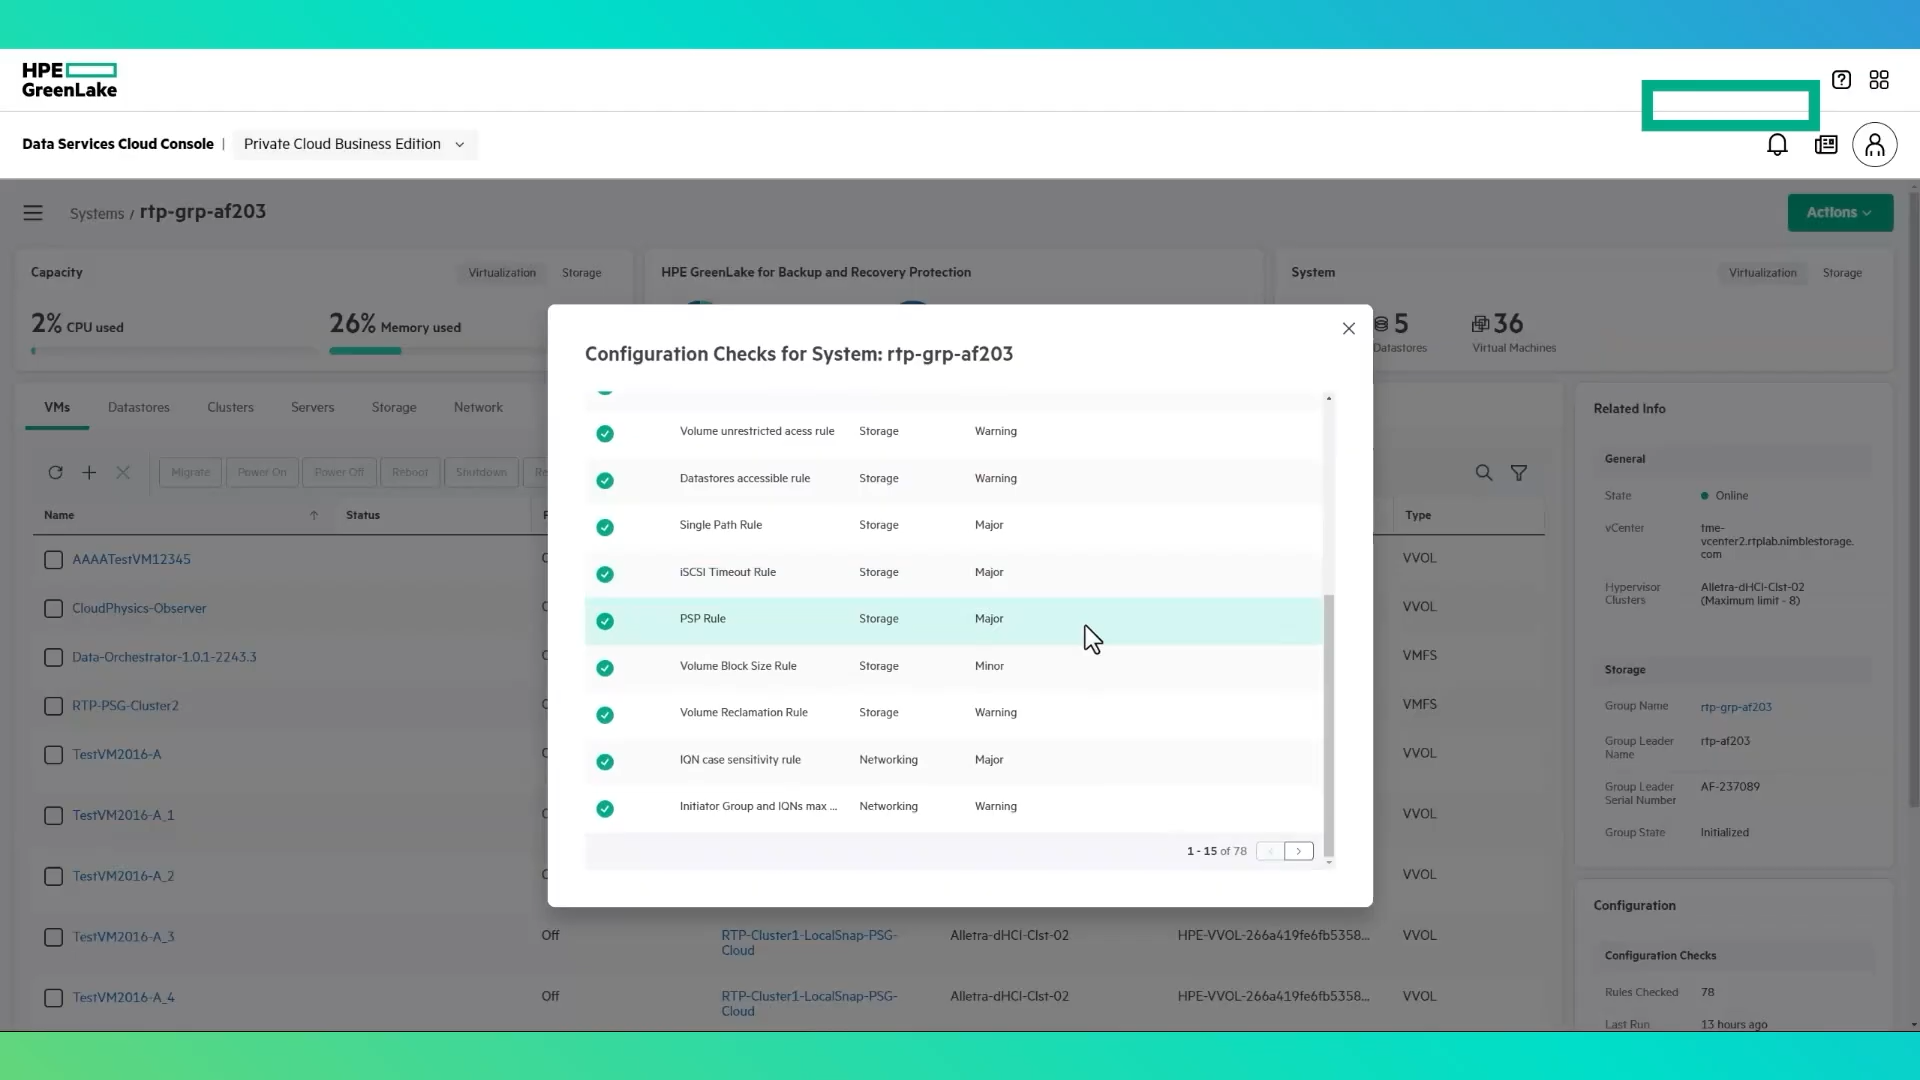 HPE
GreenLake
Data Services Cloud Console | Private Cloud Business Edition
Systems / rtp-grp-af203
Actions
Capacity
Virtualization
Storage
HPE GreenLake for Backup and Recovery Protection
System
Virtualization
Storage
2% CPU used
26% Memory used
5
Datastores
36
Virtual Machines
Configuration Checks for System: rtp-grp-af203
Volume unrestricted acess rule Storage Warning
Datastores accessible rule Storage Warning
Single Path Rule Storage Major
iSCSI Timeout Rule Storage Major
PSP Rule Storage Major
Volume Block Size Rule Storage Minor
Volume Reclamation Rule Storage Warning
IQN case sensitivity rule Networking Major
Initiator Group and IQNs max ... Networking Warning
1 - 15 of 78
VMs
Datastores
Clusters
Servers
Storage
Network
Migrate
Power On
Power Off
Reboot
Shutdown
Name
Status
Type
AAAATestVM12345 VVOL
CloudPhysics-Observer VVOL
Data-Orchestrator-1.0.1-2243.3 VMFS
RTP-PSG-Cluster2 VMFS
TestVM2016-A VVOL
TestVM2016-A_1 VVOL
TestVM2016-A_2 VVOL
TestVM2016-A_3 Off RTP-Cluster1-LocalSnap-PSG- Alletra-dHCI-Clst-02 HPE-VVOL-266a419fe6fb5358... VVOL
Cloud
TestVM2016-A_4 Off RTP-Cluster1-LocalSnap-PSG- Alletra-dHCI-Clst-02 HPE-VVOL-266a419fe6fb5358... VVOL
Cloud
Related Info
General
State Online
vCenter tme-
vcenter2.rtplab.nimblestorage.
com
Hypervisor Alletra-dHCI-Clst-02
Clusters (Maximum limit - 8)
Storage
Group Name rtp-grp-af203
Group Leader rtp-af203
Name
Group Leader AF-237089
Serial Number
Group State Initialized
Configuration
Configuration Checks
Rules Checked 78
Last Run 13 hours ago